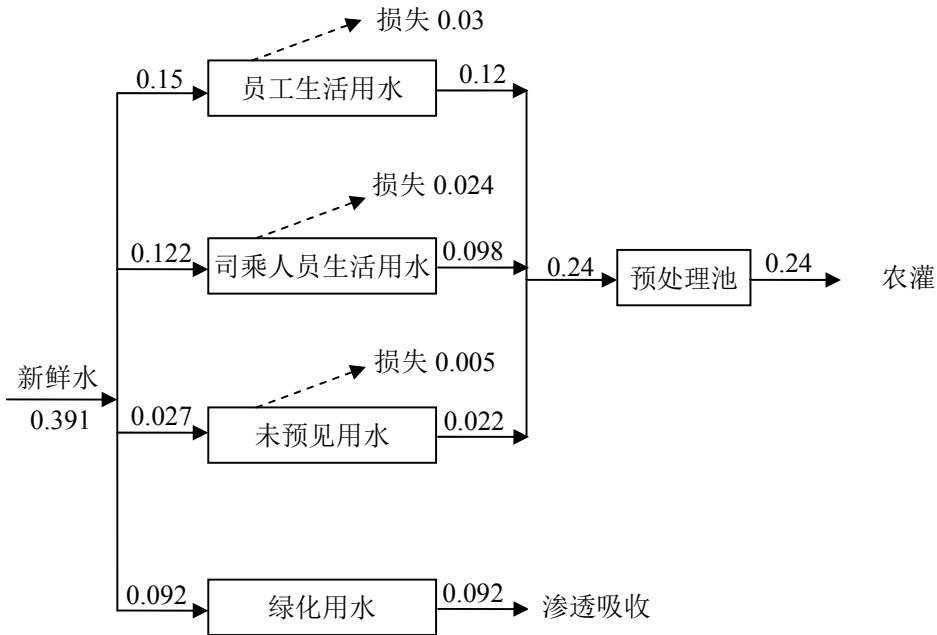 损失 0.03
0.15
员工生活用水
0.12
损失 0.024
0.122
司乘人员生活用水
0.098
0.24
预处理池
0.24
农灌
损失 0.005
新鲜水
0.391
0.027
未预见用水
0.022
0.092
绿化用水
0.092
渗透吸收